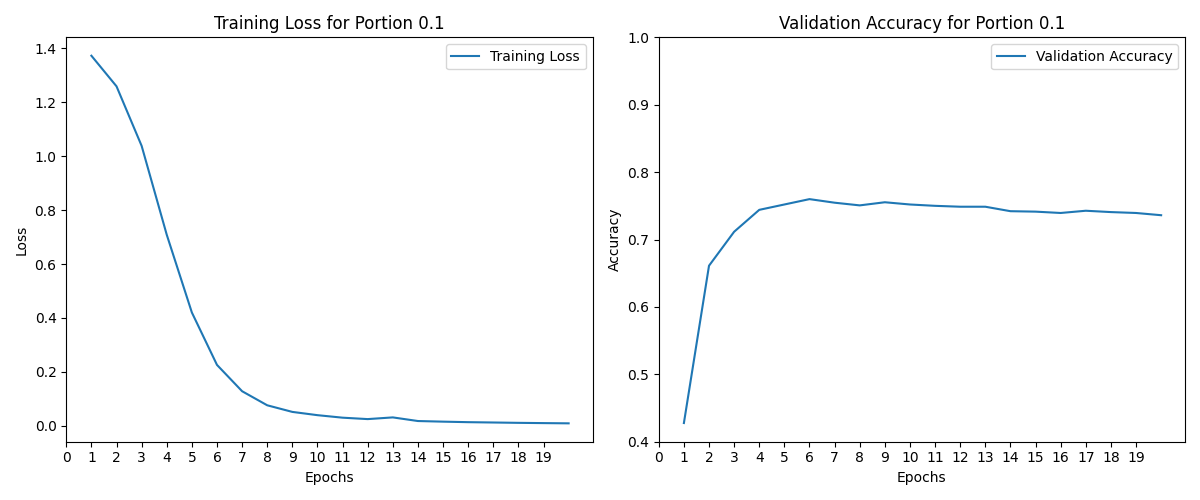 Training Loss for Portion 0.1
Loss
1.4
1.2
1.0
0.8
0.6
0.4
0.2
0.0
Training Loss
0 1 2 3 4 5 6 7 8 9 10 11 12 13 14 15 16 17 18 19
Epochs
Validation Accuracy for Portion 0.1
Accuracy
1.0
0.9
0.8
0.7
0.6
0.5
0.4
Validation Accuracy
0 1 2 3 4 5 6 7 8 9 10 11 12 13 14 15 16 17 18 19
Epochs